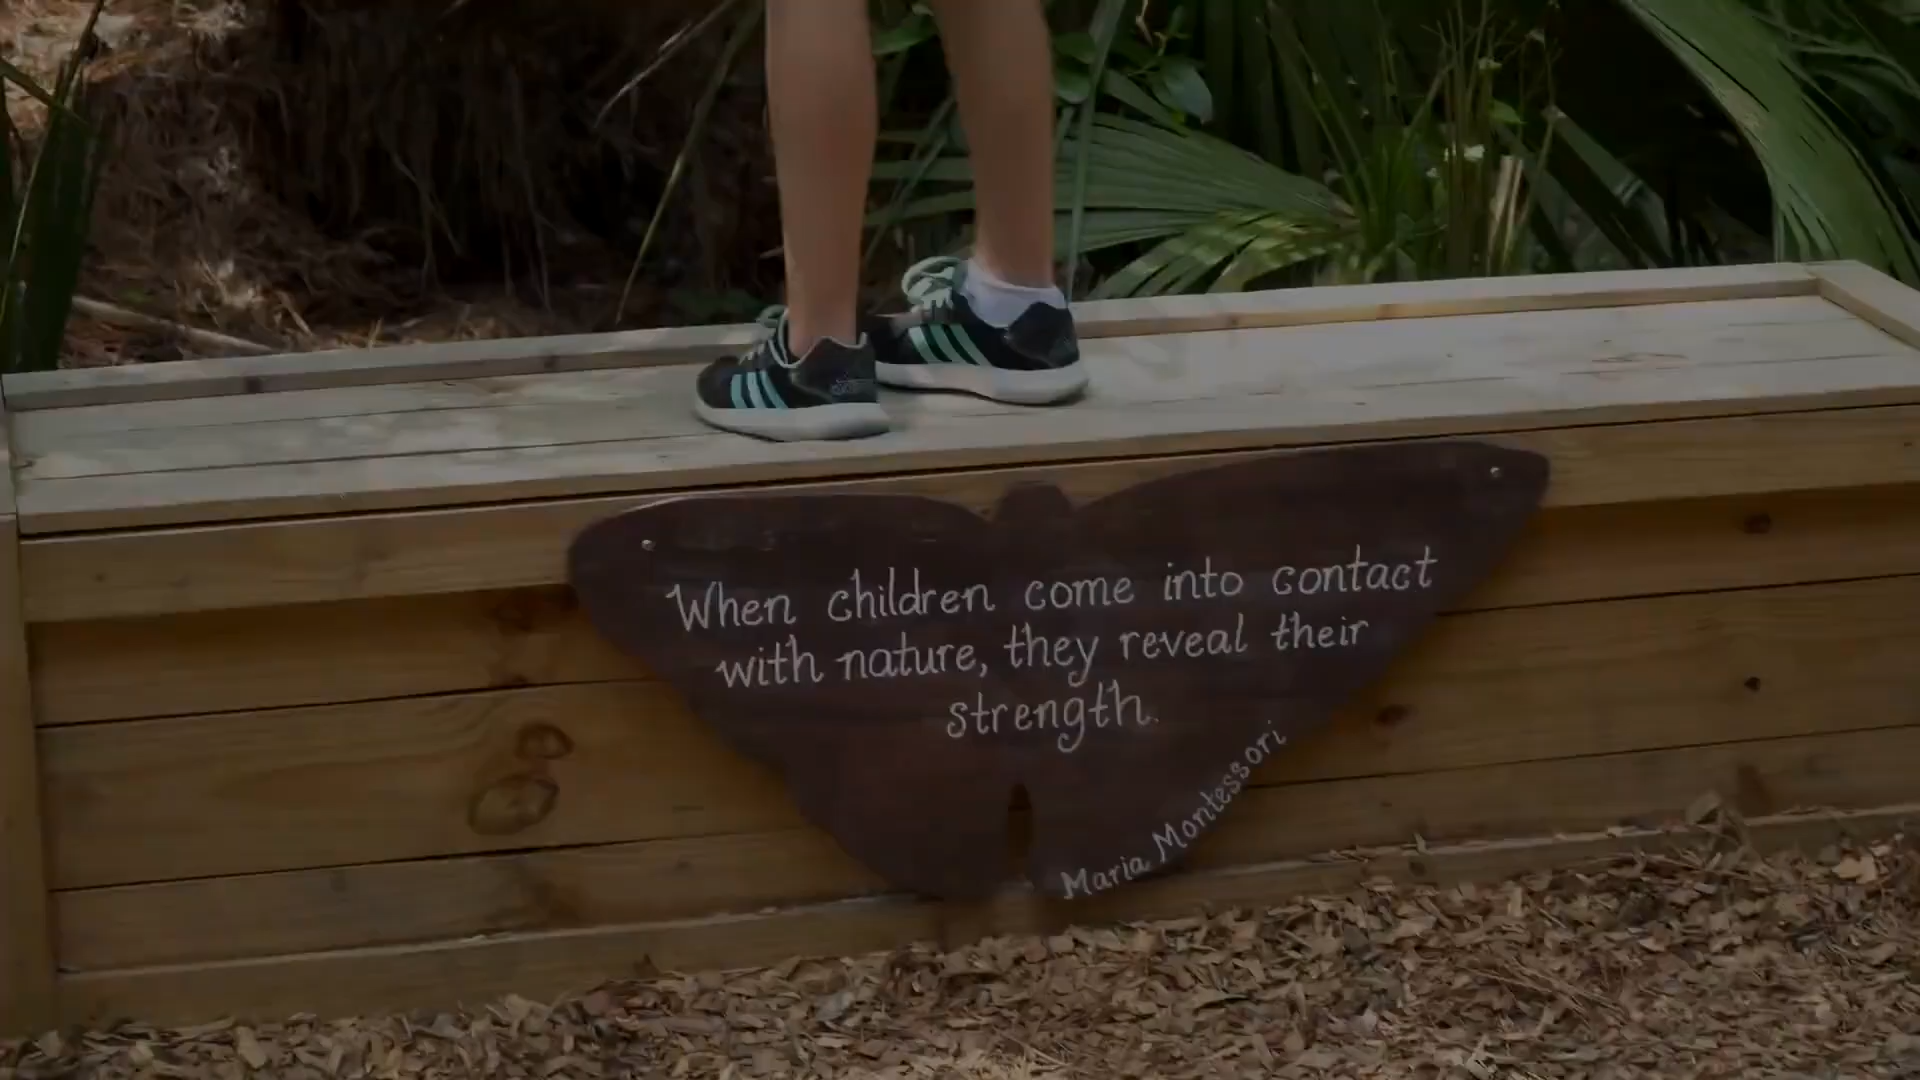 When children come into contact
with nature, they reveal their
strength.
Maria Montessori